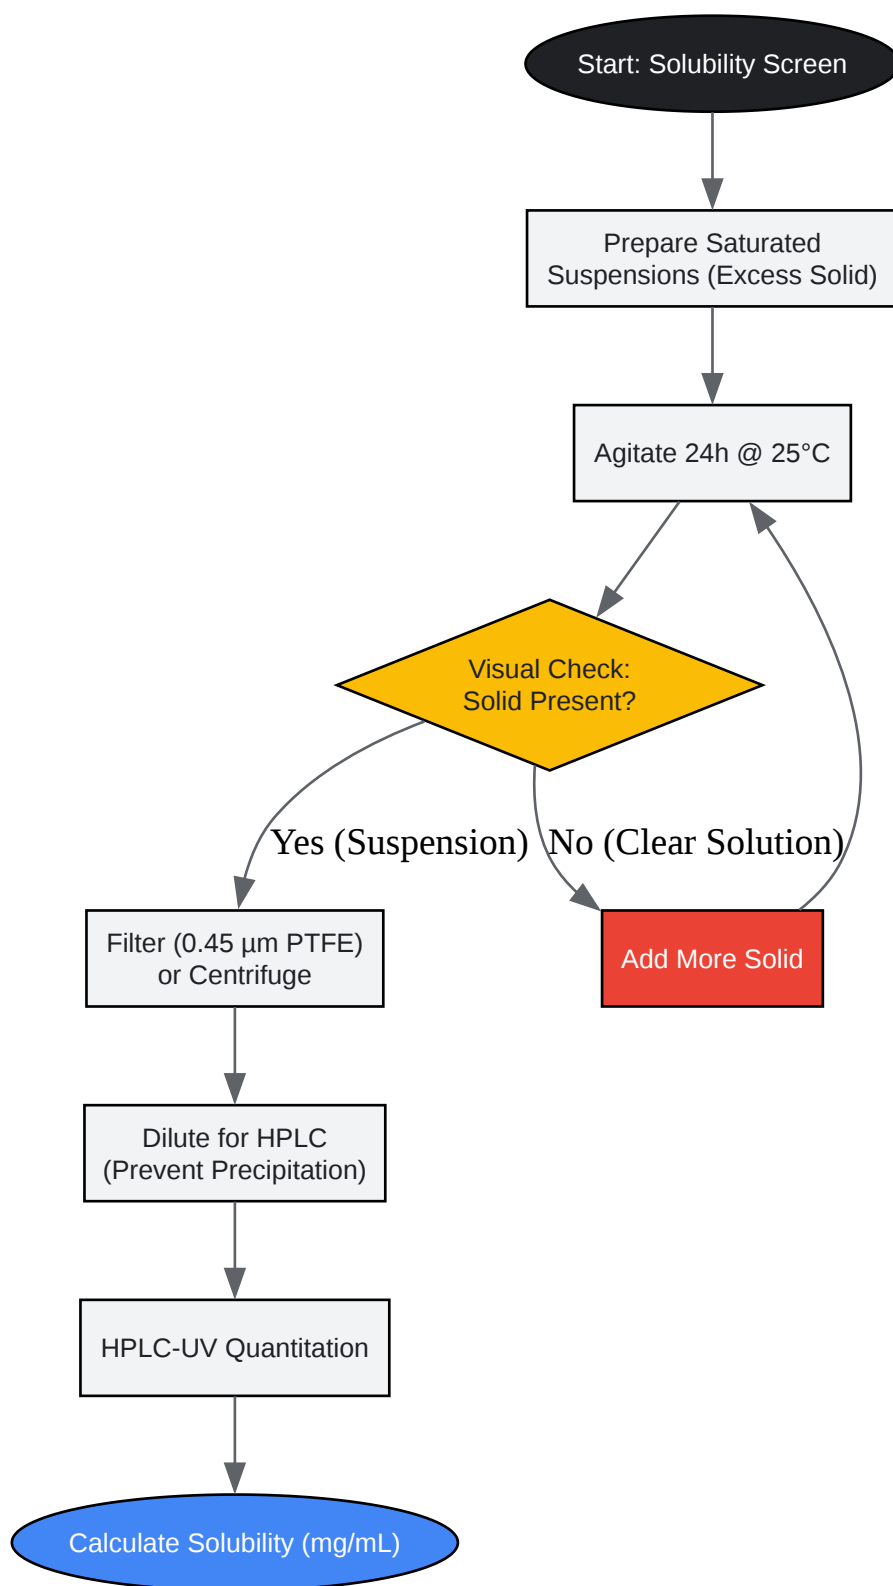 Start: Solubility Screen
Prepare Saturated
Suspensions (Excess Solid)
Agitate 24h @ 25°C
Visual Check:
Solid Present?
Yes (Suspension)
No (Clear Solution)
Filter (0.45 µm PTFE)
or Centrifuge
Add More Solid
Dilute for HPLC
(Prevent Precipitation)
HPLC-UV Quantitation
Calculate Solubility (mg/mL)